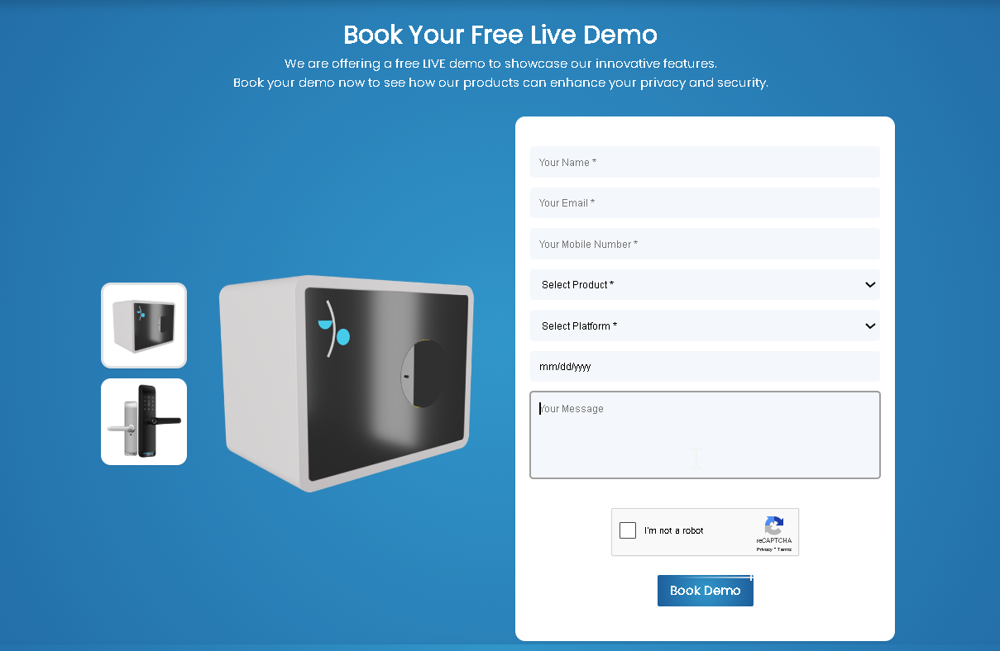 Book Your Free Live Demo
We are offering a free LIVE demo to showcase our innovative features.
Book your demo now to see how our products can enhance your privacy and security.
Your Name *
Your Email *
Your Mobile Number *
Select Product *
Select Platform *
mm/dd/yyyy
Your Message
I'm not a robot
reCAPTCHA
Privacy - Terms
Book Demo